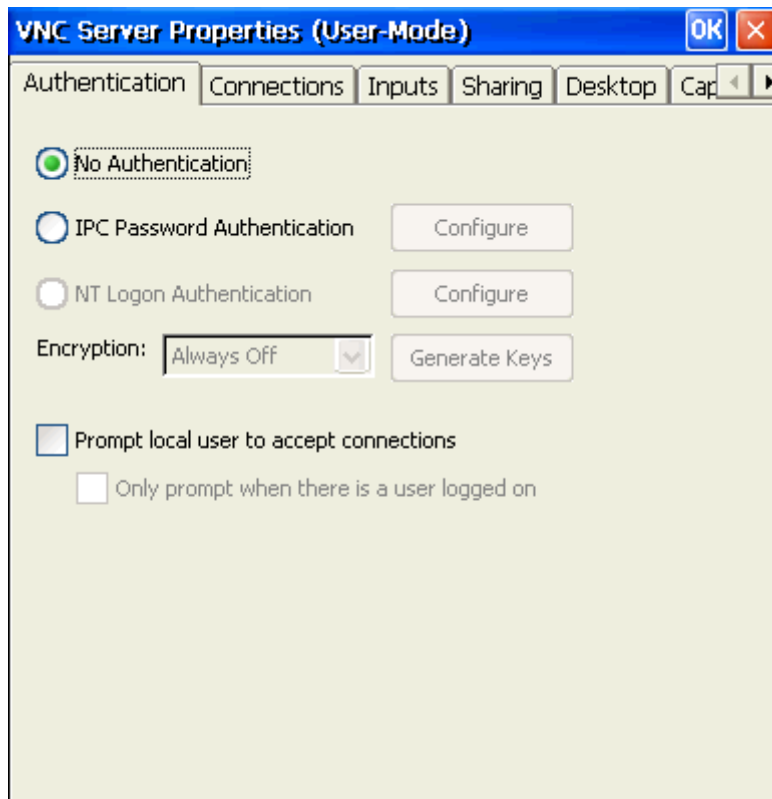 VNC Server Properties (User-Mode) OK
Authentication Connections Inputs Sharing Desktop Cap
No Authentication
IPC Password Authentication Configure
NT Logon Authentication Configure
Encryption: Always Off Generate Keys
Prompt local user to accept connections
Only prompt when there is a user logged on